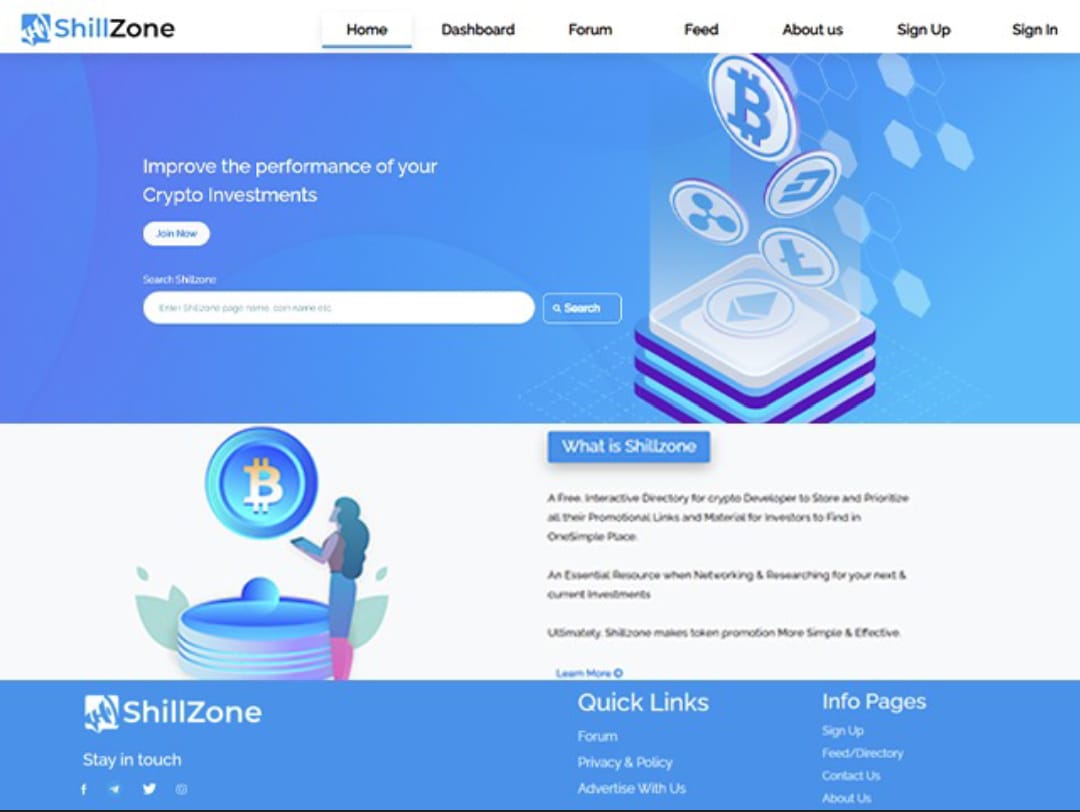 ShillZone
Home Dashboard Forum Feed About us Sign Up Sign In
Improve the performance of your
Crypto Investments
Join Now
Search Shillzone
Enter Shillzone page name, coin name etc.
Search
What is Shillzone
A Free, Interactive Directory for crypto Developer to Store and Prioritize
all their Promotional Links and Material for Investors to Find in
OneSimple Place.
An Essential Resource when Networking & Researching for your next &
current Investments
Ultimately, Shillzone makes token promotion More Simple & Effective.
Learn More
ShillZone
Stay in touch
Quick Links
Forum
Privacy & Policy
Advertise With Us
Info Pages
Sign Up
Feed/Directory
Contact Us
About Us